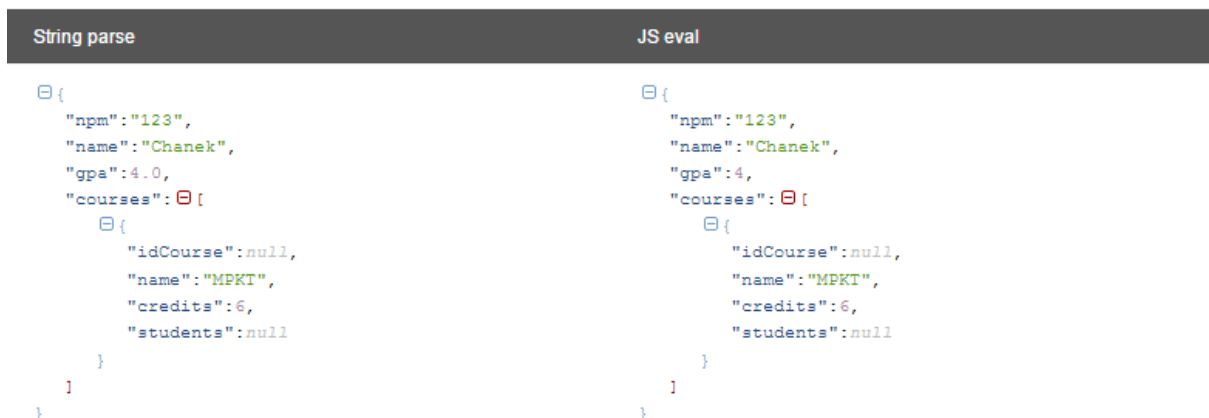 String parse
{
"npm":"123",
"name":"Chanek",
"gpa":4.0,
"courses":[
{
"idCourse":null,
"name":"MPKT",
"credits":6,
"students":null
}
]
}
JS eval
{
"npm":"123",
"name":"Chanek",
"gpa":4,
"courses":[
{
"idCourse":null,
"name":"MPKT",
"credits":6,
"students":null
}
]
}